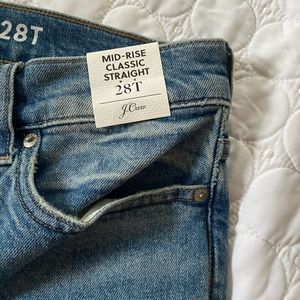 28T
MID-RISE
CLASSIC
STRAIGHT
28T
J.Crew